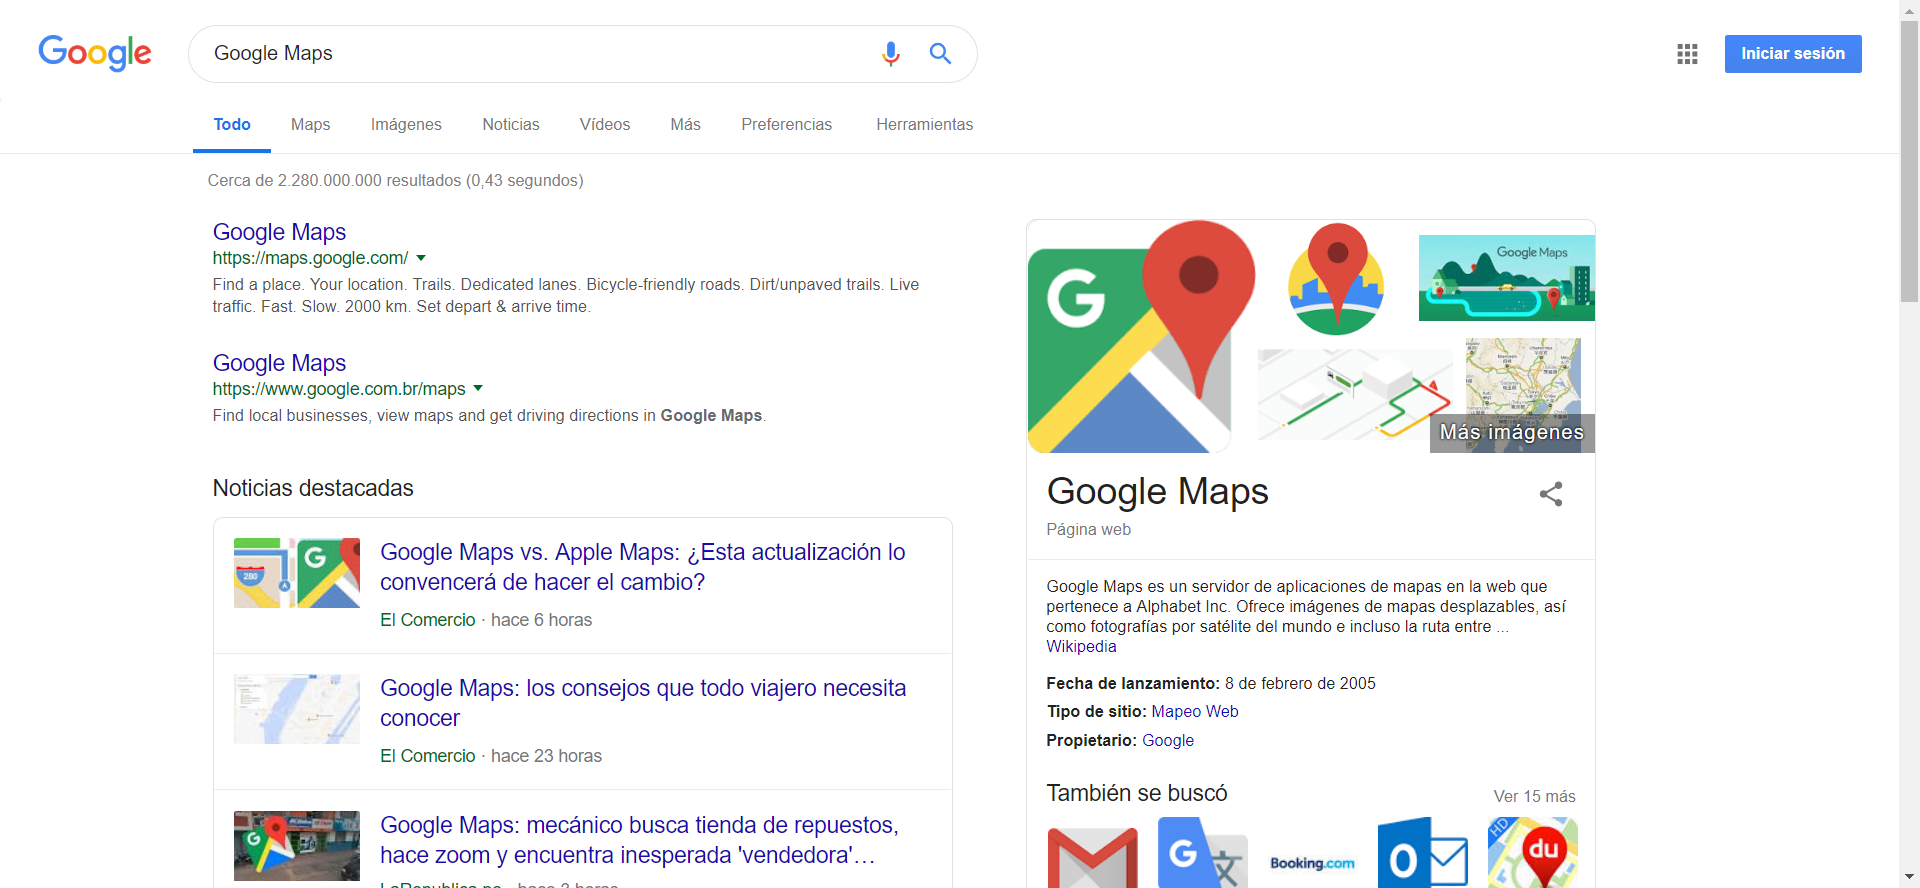 Google
Google Maps
Iniciar sesión
Todo
Maps
Imágenes
Noticias
Vídeos
Más
Preferencias
Herramientas
Cerca de 2.280.000.000 resultados (0,43 segundos)
Google Maps
https://maps.google.com/
Find a place. Your location. Trails. Dedicated lanes. Bicycle-friendly roads. Dirt/unpaved trails. Live
traffic. Fast. Slow. 2000 km. Set depart & arrive time.
Google Maps
https://www.google.com.br/maps
Find local businesses, view maps and get driving directions in Google Maps.
Noticias destacadas
280
G
Google Maps vs. Apple Maps: ¿Esta actualización lo
convencerá de hacer el cambio?
El Comercio · hace 6 horas
Google Maps: los consejos que todo viajero necesita
conocer
El Comercio · hace 23 horas
G
Google Maps: mecánico busca tienda de repuestos,
hace zoom y encuentra inesperada 'vendedora'...
G
Google Maps
Más imágenes
Google Maps
Página web
Google Maps es un servidor de aplicaciones de mapas en la web que
pertenece a Alphabet Inc. Ofrece imágenes de mapas desplazables, así
como fotografías por satélite del mundo e incluso la ruta entre ...
Wikipedia
Fecha de lanzamiento: 8 de febrero de 2005
Tipo de sitio: Mapeo Web
Propietario: Google
También se buscó
Ver 15 más
G
文
Booking.com
O
HD
du